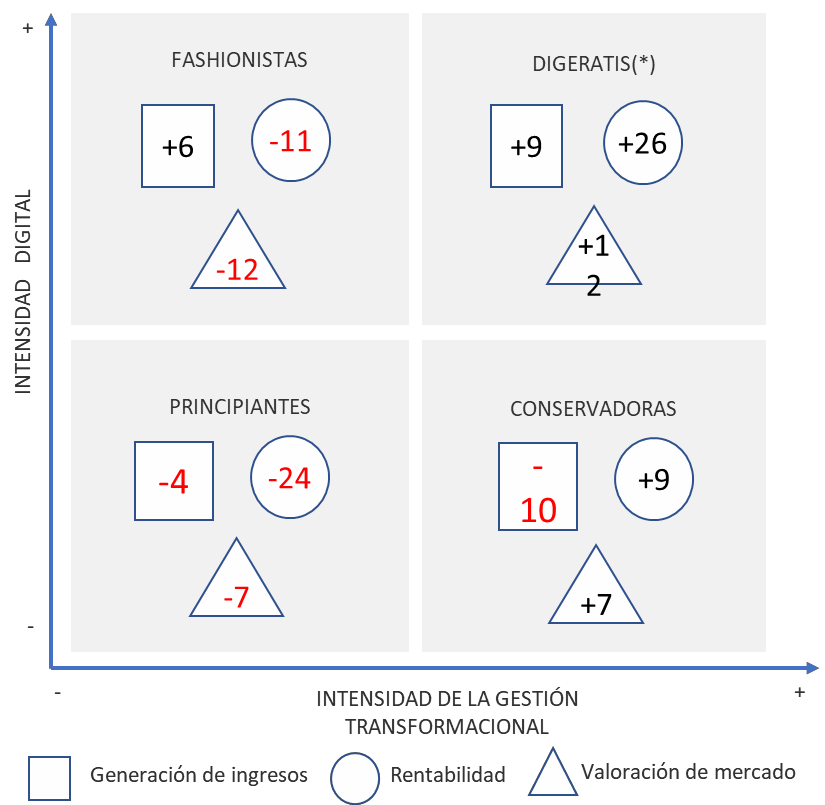 +
INTENSIDAD DIGITAL
FASHIONISTAS
+6
-11
-12
DIGERATIS(*)
+9
+26
+1
2
PRINCIPIANTES
-4
-24
-7
CONSERVADORAS
-
10
+9
+7
-
-
+
INTENSIDAD DE LA GESTIÓN
TRANSFORMACIONAL
Generación de ingresos
Rentabilidad
Valoración de mercado